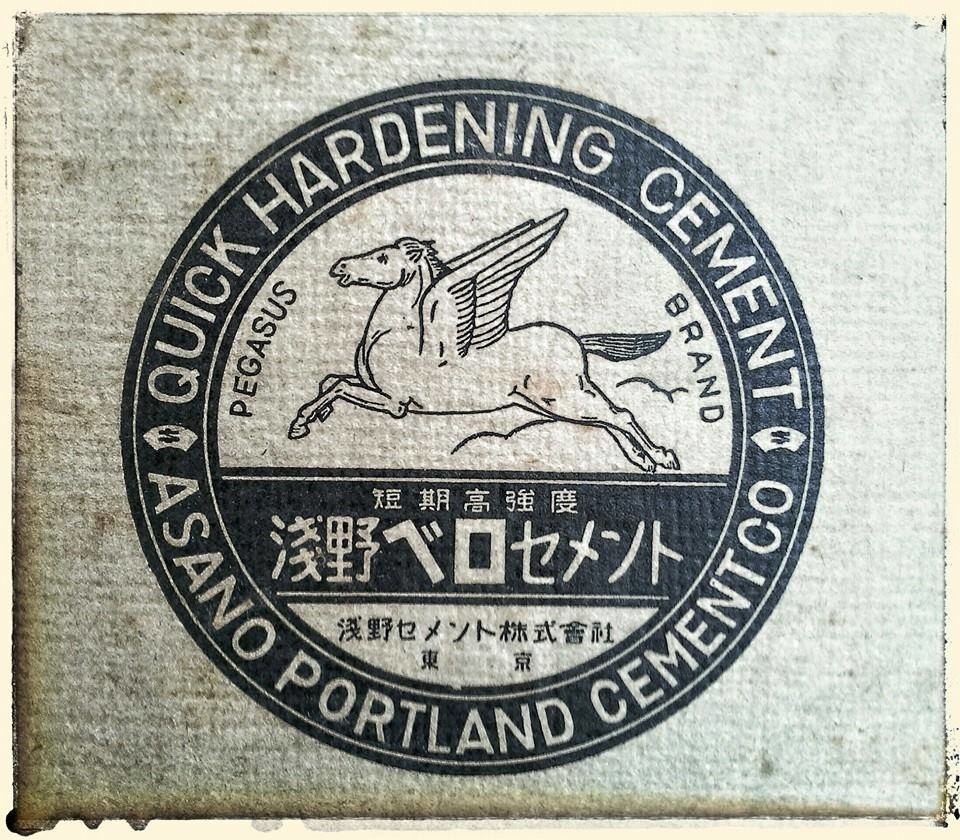 QUICK HARDENING CEMENT
PEGASUS
BRAND
短期高強度
浅野ベロセメント
浅野セメント株式會社
東京
ASANO PORTLAND CEMENT CO